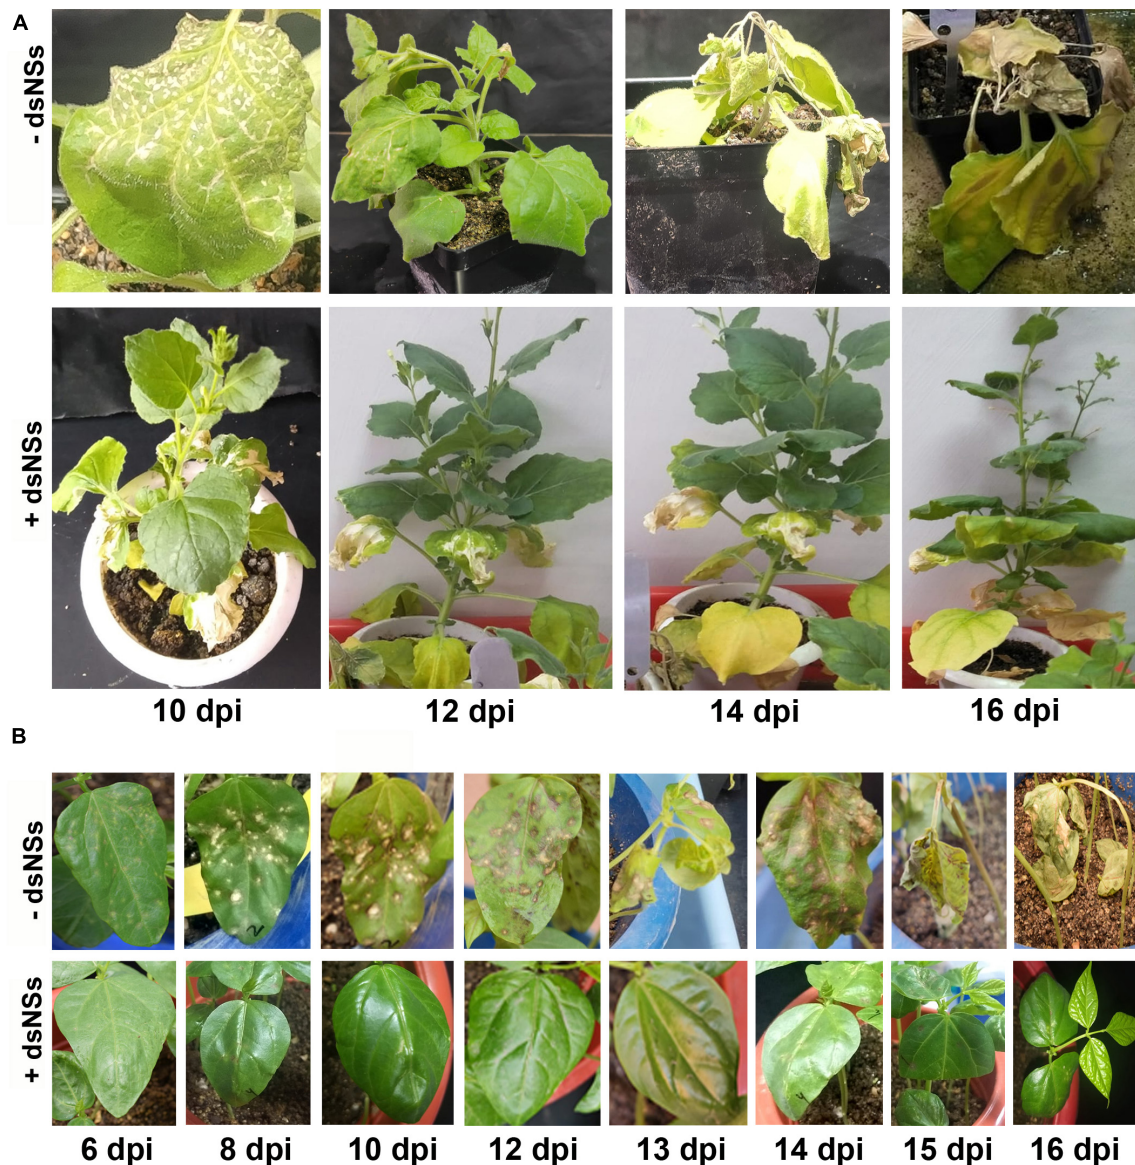 A
- dsNSs
+ dsNSs
10 dpi 12 dpi 14 dpi 16 dpi
B
- dsNSs
+ dsNSs
6 dpi 8 dpi 10 dpi 12 dpi 13 dpi 14 dpi 15 dpi 16 dpi